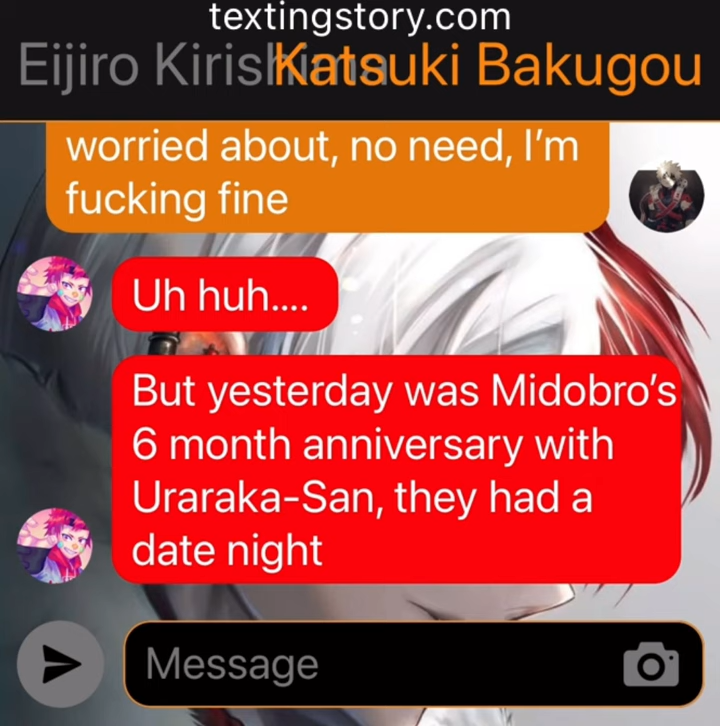 textingstory.com
Eijiro Kirishima
Katsuki Bakugou
worried about, no need, I’m
fucking fine
Uh huh....
But yesterday was Midobro’s
6 month anniversary with
Uraraka-San, they had a
date night
Message